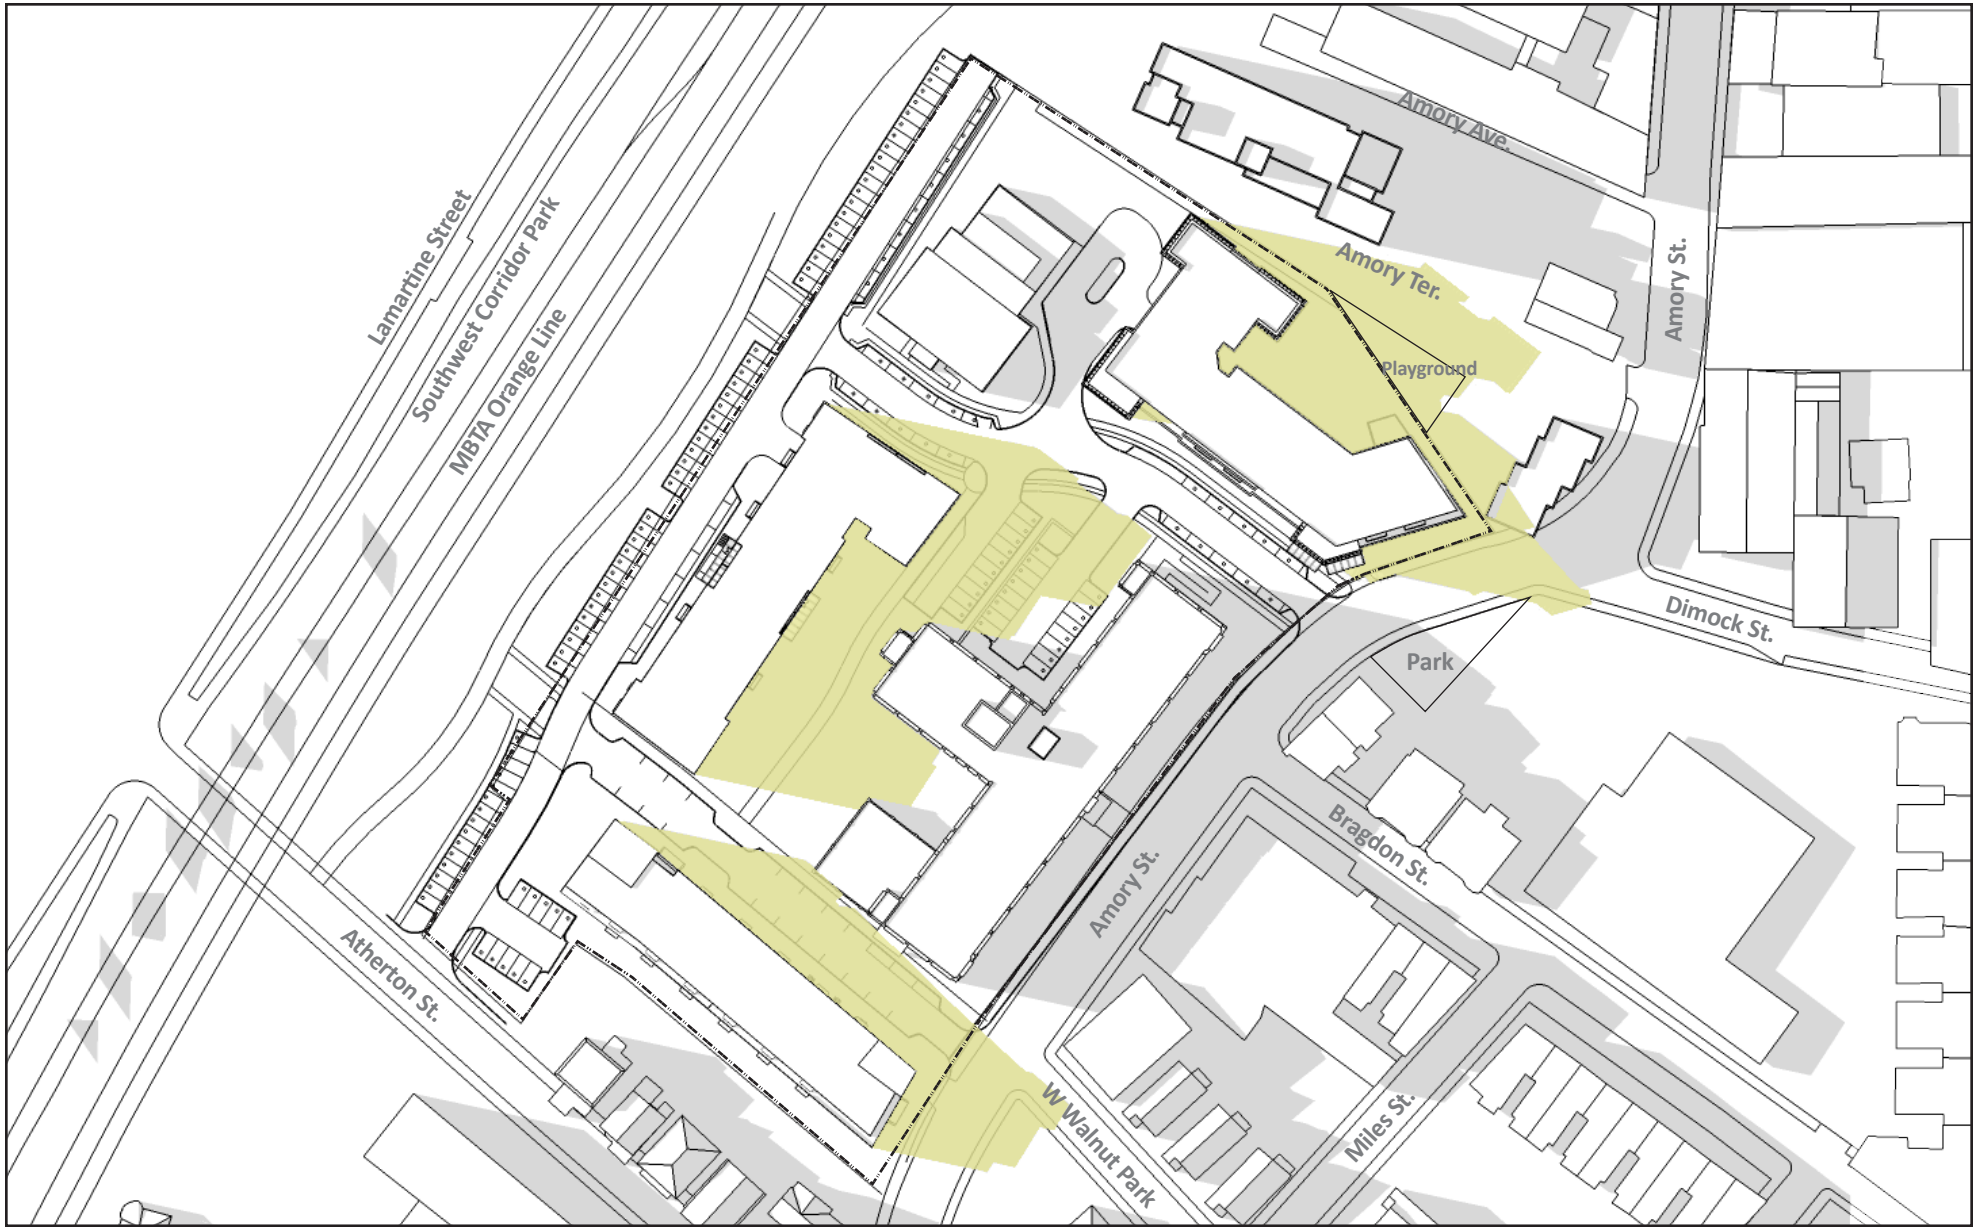 Amory Ave.
Lamartine Street
Southwest Corridor Park
MBTA Orange Line
Amory Ter.
Amory St.
Playground
Dimock St.
Park
Bragdon St.
Amory St.
Atherton St.
W Walnut Park
Miles St.